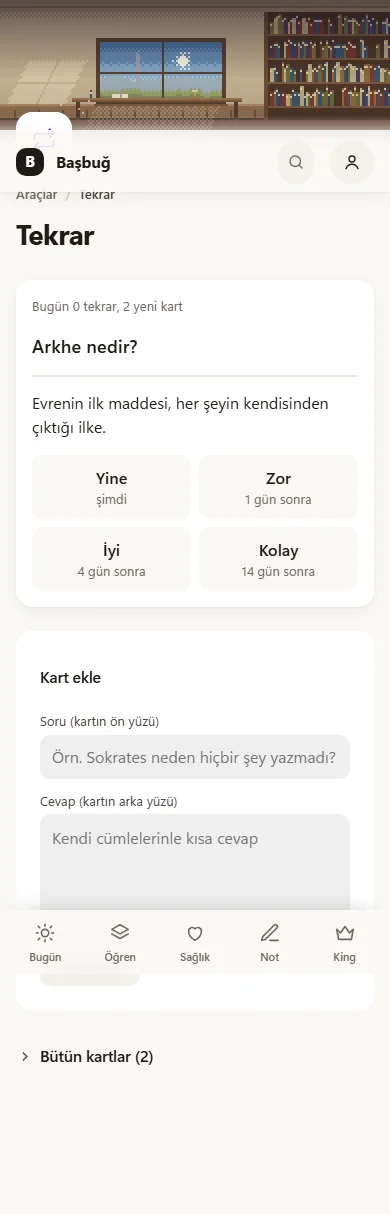 B Başbuğ
Araçlar / Tekrar
Tekrar
Bugün 0 tekrar, 2 yeni kart
Arkhe nedir?
Evrenin ilk maddesi, her şeyin kendisinden
çıktığı ilke.
Yine
şimdi
Zor
1 gün sonra
İyi
4 gün sonra
Kolay
14 gün sonra
Kart ekle
Soru (kartın ön yüzü)
Örn. Sokrates neden hiçbir şey yazmadı?
Cevap (kartın arka yüzü)
Kendi cümlelerinle kısa cevap
Bugün
Öğren
Sağlık
Not
King
Bütün kartlar (2)